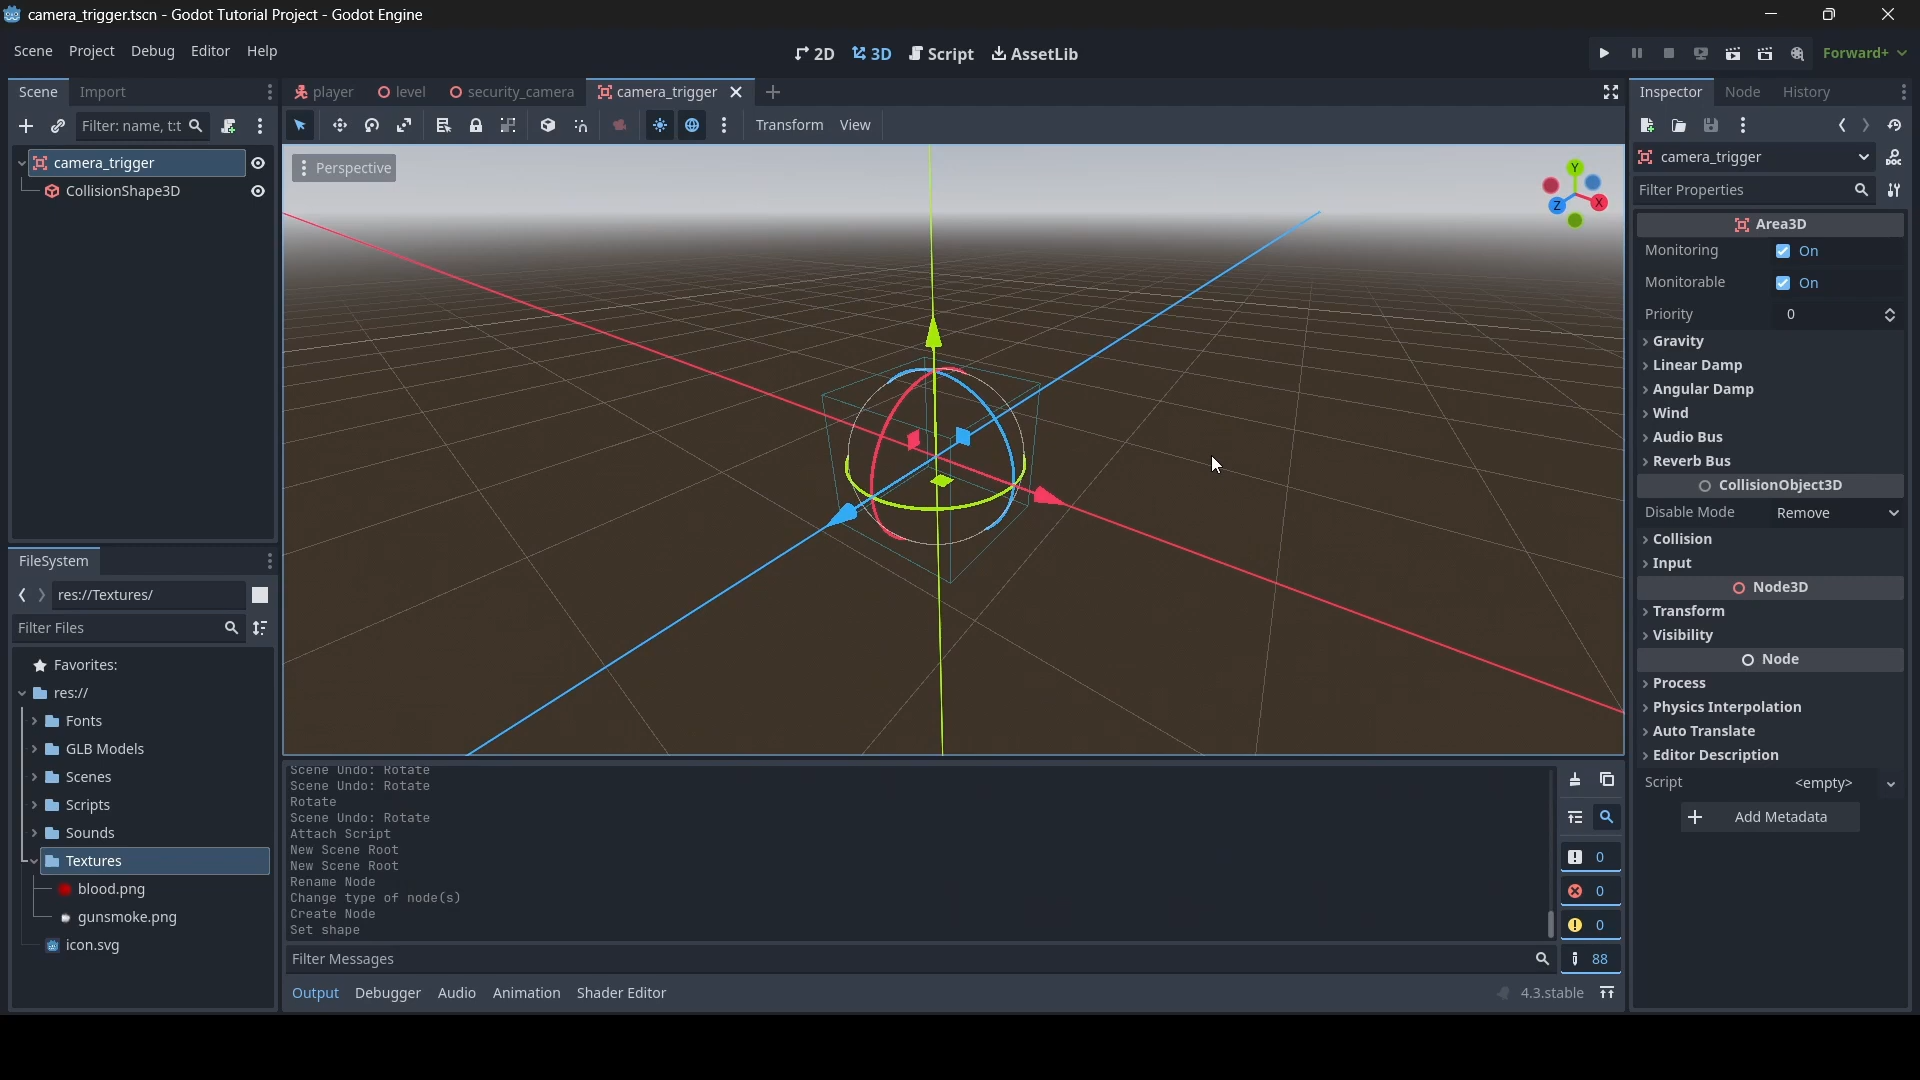 camera_trigger.tscn - Godot Tutorial Project - Godot Engine
Scene Project Debug Editor Help
2D 3D Script AssetLib
Forward+
Scene Import
Filter: name, t:t
camera_trigger
CollisionShape3D
FileSystem
res://Textures/
Filter Files
Favorites:
res://
Fonts
GLB Models
Scenes
Scripts
Sounds
Textures
blood.png
gunsmoke.png
icon.svg
player level security_camera camera_trigger
Transform View
Perspective
Y
Z
X
Scene Undo: Rotate
Scene Undo: Rotate
Rotate
Scene Undo: Rotate
Attach Script
New Scene Root
New Scene Root
Rename Node
Change type of node(s)
Create Node
Set shape
0
0
0
88
Filter Messages
Output Debugger Audio Animation Shader Editor
4.3.stable
Inspector Node History
camera_trigger
Filter Properties
Area3D
Monitoring On
Monitorable On
Priority 0
Gravity
Linear Damp
Angular Damp
Wind
Audio Bus
Reverb Bus
CollisionObject3D
Disable Mode Remove
Collision
Input
Node3D
Transform
Visibility
Node
Process
Physics Interpolation
Auto Translate
Editor Description
Script <empty>
Add Metadata